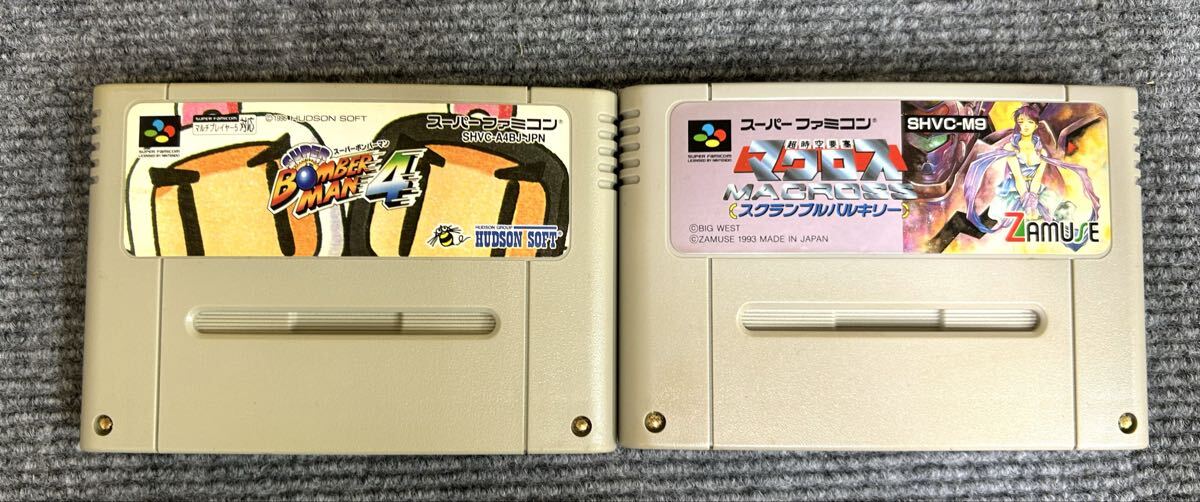 SUPER FAMICOM
マルチプレイヤー5対応
LICENSED BY NINTENDO
©1996 HUDSON SOFT
スーパーファミコン®
SHVC-A4BJ-JPN
スーパーボンバーマン
SUPER
BOMBER
MAN 4
HUDSON GROUP
HUDSON SOFT®
SUPER FAMICOM
LICENSED BY NINTENDO
スーパーファミコン®
SHVC-M9
超時空要塞
マクロス
MACROSS
スクランブルバルキリー
©BIG WEST
©ZAMUSE 1993 MADE IN JAPAN
ZAMUSE